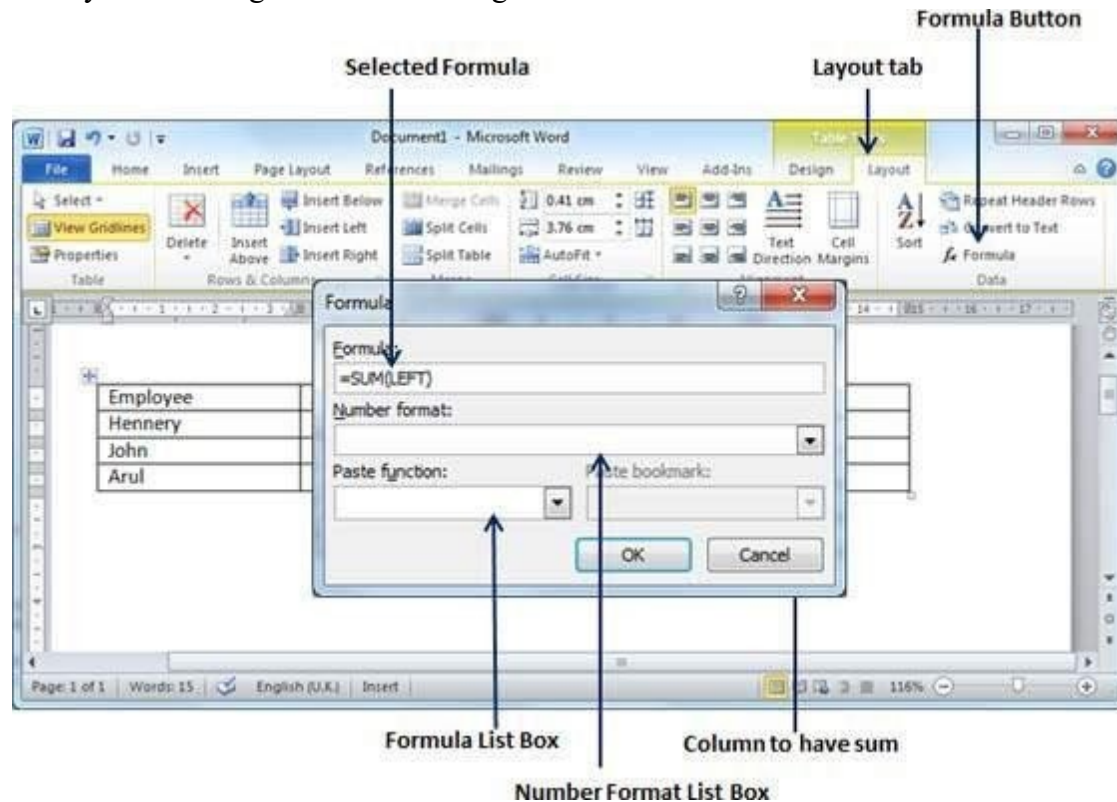 Formula Button
Selected Formula
Layout tab
Document1 - Microsoft Word
File Home Insert Page Layout References Mailings Review View Add-Ins Design Layout
Select
View Gridlines
Properties
Table
Delete
Insert Above
Insert Below
Insert Left
Insert Right
Rows & Column
Merge Cells
Split Cells
Split Table
0.41 cm
3.76 cm
AutoFit
Text Direction
Cell Margins
Sort
Repeat Header Rows
to Text
Formula
Data
Formula
Formula:
=SUM(LEFT)
Number format:
Paste function:
bookmark:
OK
Cancel
Employee
Hennery
John
Arul
Page: 1 of 1 Words: 15 English (U.K.) Insert 116%
Formula List Box
Column to have sum
Number Format List Box